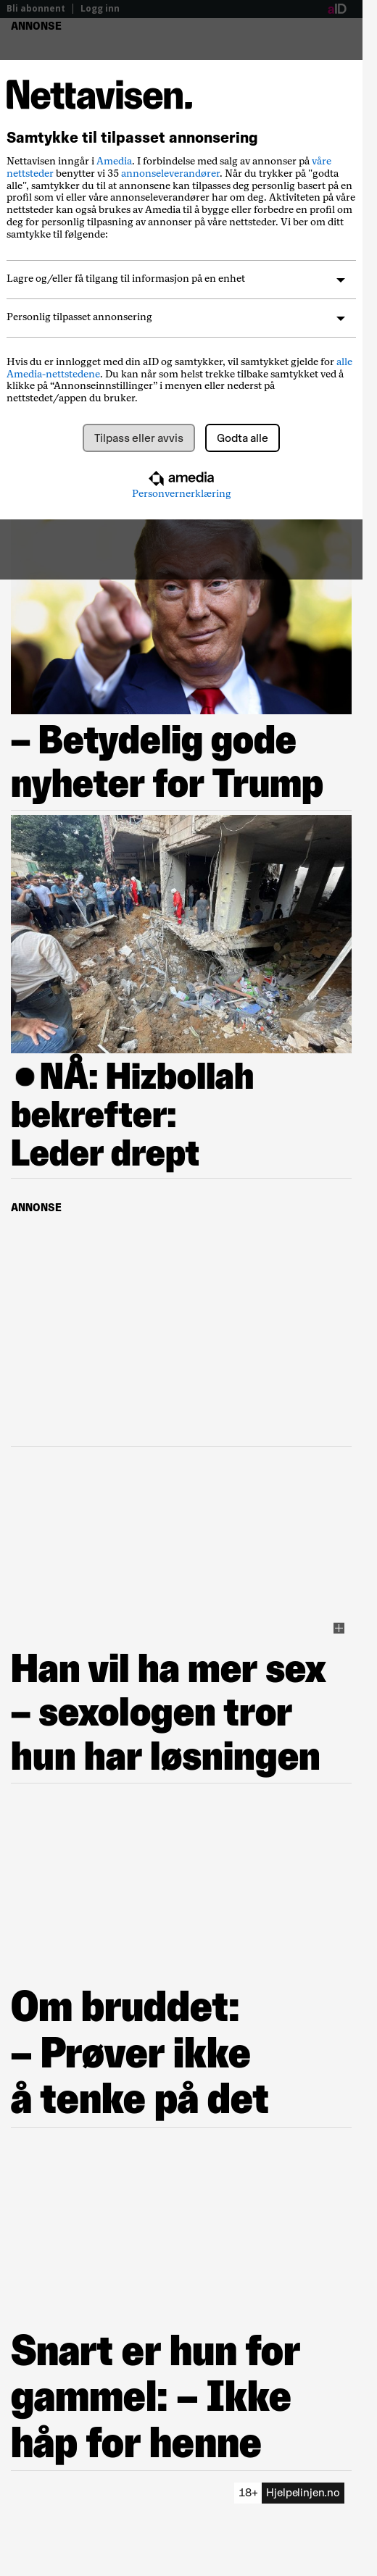 Bli abonnent | Logg inn
aID
ANNONSE
Nettavisen.
Samtykke til tilpasset annonsering
Nettavisen inngår i Amedia. I forbindelse med salg av annonser på våre
nettsteder benytter vi 35 annonseleverandører. Når du trykker på "godta
alle", samtykker du til at annonsene kan tilpasses deg personlig basert på en
profil som vi eller våre annonseleverandører har om deg. Aktiviteten på våre
nettsteder kan også brukes av Amedia til å bygge eller forbedre en profil om
deg for personlig tilpasning av annonser på våre nettsteder. Vi ber om ditt
samtykke til følgende:
Lagre og/eller få tilgang til informasjon på en enhet
Personlig tilpasset annonsering
Hvis du er innlogget med din aID og samtykker, vil samtykket gjelde for alle
Amedia-nettstedene. Du kan når som helst trekke tilbake samtykket ved å
klikke på “Annonseinnstillinger” i menyen eller nederst på
nettstedet/appen du bruker.
Tilpass eller avvis
Godta alle
amedia
Personvernerklæring
– Betydelig gode
nyheter for Trump
NÅ: Hizbollah
bekrefter:
Leder drept
ANNONSE
Han vil ha mer sex
– sexologen tror
hun har løsningen
Om bruddet:
– Prøver ikke
å tenke på det
Snart er hun for
gammel: – Ikke
håp for henne
18+ Hjelpelinjen.no